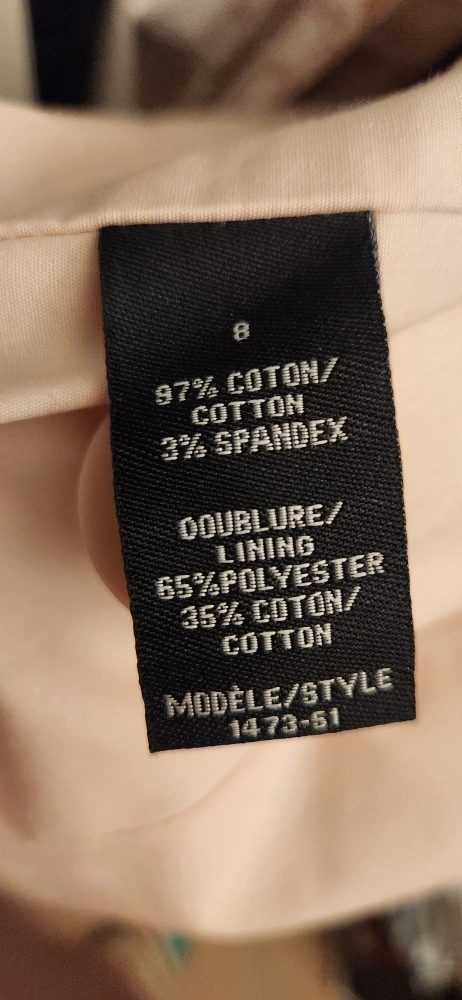 8
97% COTON/
COTTON
3% SPANDEX
DOUBLURE/
LINING
65%POLYESTER
35% COTON/
COTTON
MODÈLE/STYLE
1473-61